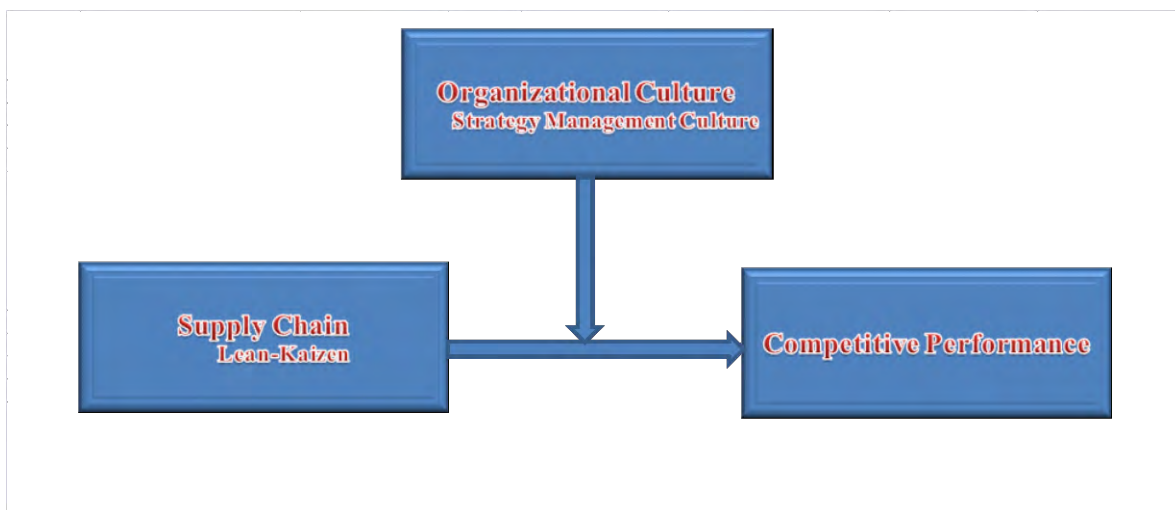 Organizational Culture
Strategy Management Culture
Supply Chain
Lean-Kaizen
Competitive Performance